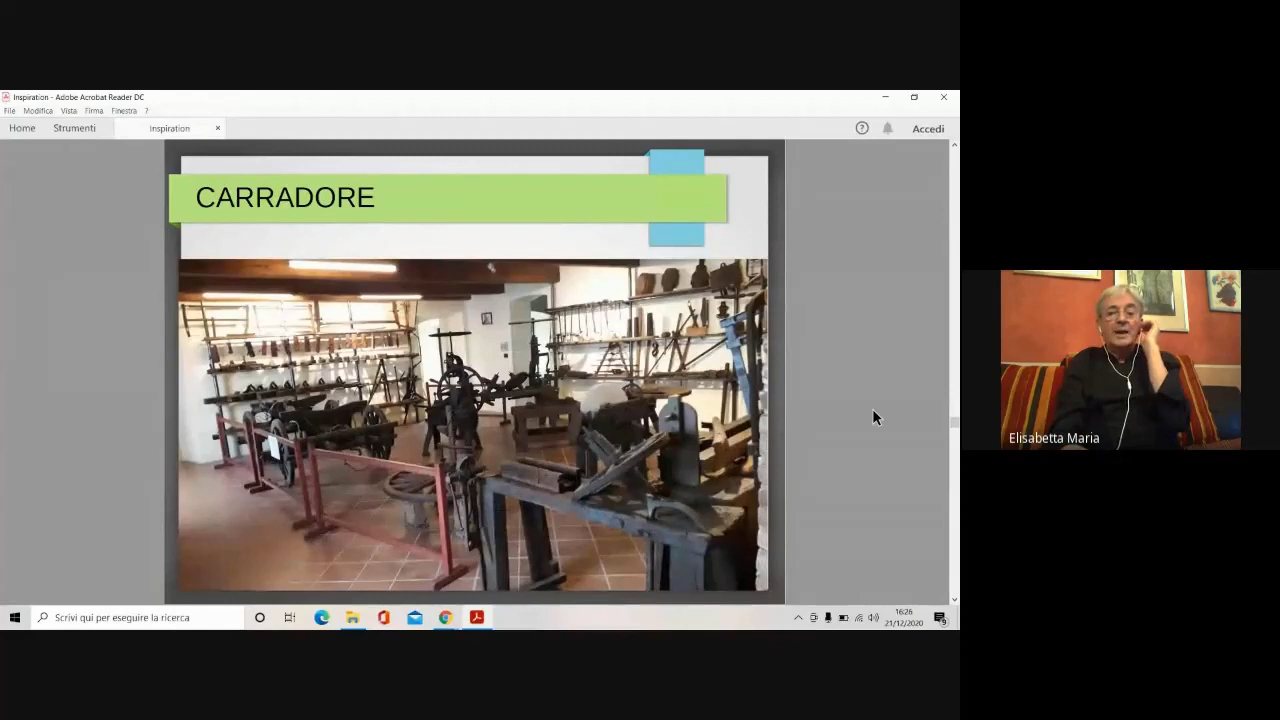 Inspiration - Adobe Acrobat Reader DC
File Modifica Vista Firma Finestra ?
Home Strumenti Inspiration × ? Accedi
CARRADORE
Elisabetta Maria
Scrivi qui per eseguire la ricerca
16:26
21/12/2020
9